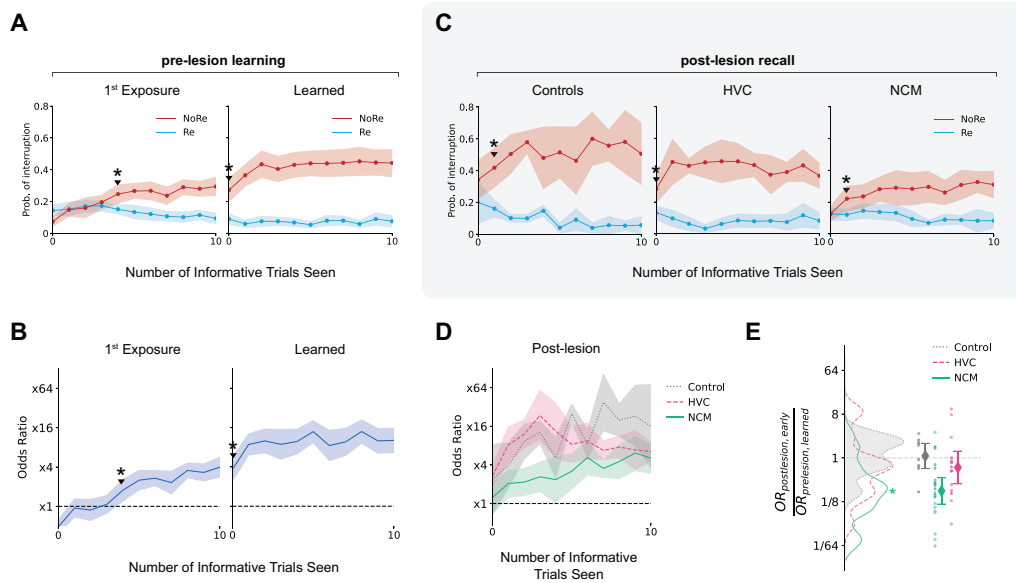 A
pre-lesion learning
1st Exposure
Learned
NoRe
Re
NoRe
Re
0.8
0.6
0.4
0.2
0
Prob. of interruption
*
*
0
10
0
10
Number of Informative Trials Seen
C
post-lesion recall
Controls
HVC
NCM
NoRe
Re
0.8
0.6
0.4
0.2
0
Prob. of interruption
*
*
*
0
10
0
10
0
10
Number of Informative Trials Seen
B
1st Exposure
Learned
x64
x16
x4
x1
Odds Ratio
*
*
0
10
0
10
Number of Informative Trials Seen
D
Post-lesion
Control
HVC
NCM
x64
x16
x4
x1
Odds Ratio
0
10
Number of Informative
Trials Seen
E
Control
HVC
NCM
64
8
1
1/8
1/64
OR postlesion, early
OR prelesion, learned
*